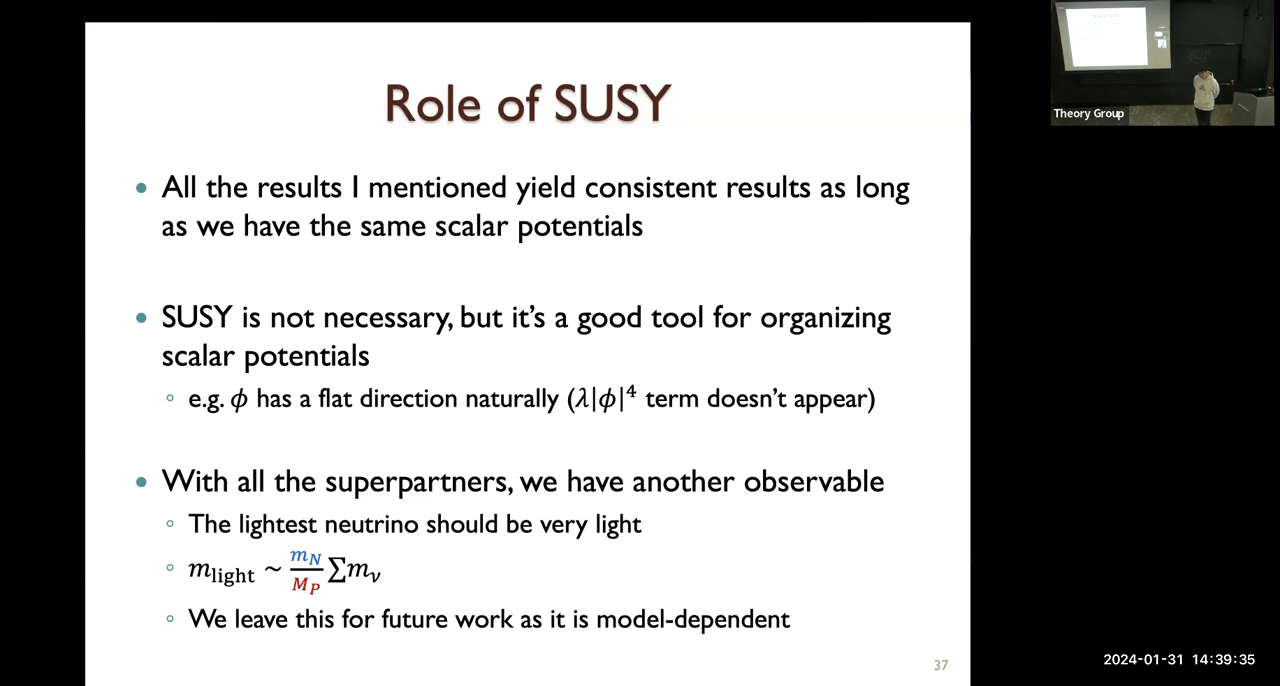 Role of SUSY
• All the results I mentioned yield consistent results as long
as we have the same scalar potentials
• SUSY is not necessary, but it's a good tool for organizing
scalar potentials
◦ e.g. ϕ has a flat direction naturally (λ|ϕ|⁴ term doesn't appear)
• With all the superpartners, we have another observable
◦ The lightest neutrino should be very light
◦ m_light ~ m_N/M_P ∑m_ν
◦ We leave this for future work as it is model-dependent
37
Theory Group
2024-01-31 14:39:35